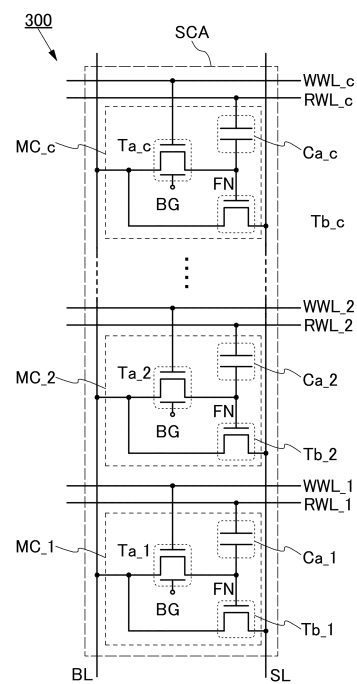 300
SCA
WWL_c
RWL_c
MC_c
Ta_c
Ca_c
FN
BG
Tb_c
WWL_2
RWL_2
MC_2
Ta_2
Ca_2
FN
BG
Tb_2
WWL_1
RWL_1
MC_1
Ta_1
Ca_1
FN
BG
Tb_1
BL
SL